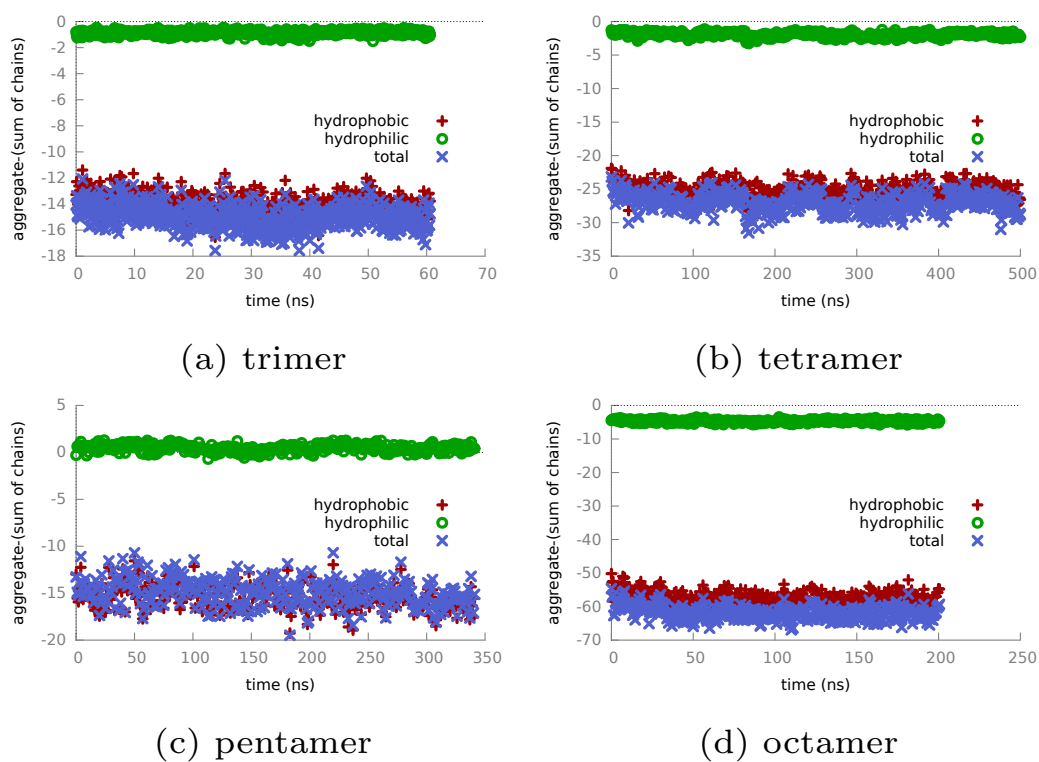 0
-2
-4
-6
-8
-10
-12
-14
-16
-18
aggregate-(sum of chains)
hydrophobic
hydrophilic
total
0 10 20 30 40 50 60 70
time (ns)
(a) trimer
0
-5
-10
-15
-20
-25
-30
-35
aggregate-(sum of chains)
hydrophobic
hydrophilic
total
0 100 200 300 400 500
time (ns)
(b) tetramer
5
0
-5
-10
-15
-20
aggregate-(sum of chains)
hydrophobic
hydrophilic
total
0 50 100 150 200 250 300 350
time (ns)
(c) pentamer
0
-10
-20
-30
-40
-50
-60
-70
aggregate-(sum of chains)
hydrophobic
hydrophilic
total
0 50 100 150 200 250
time (ns)
(d) octamer